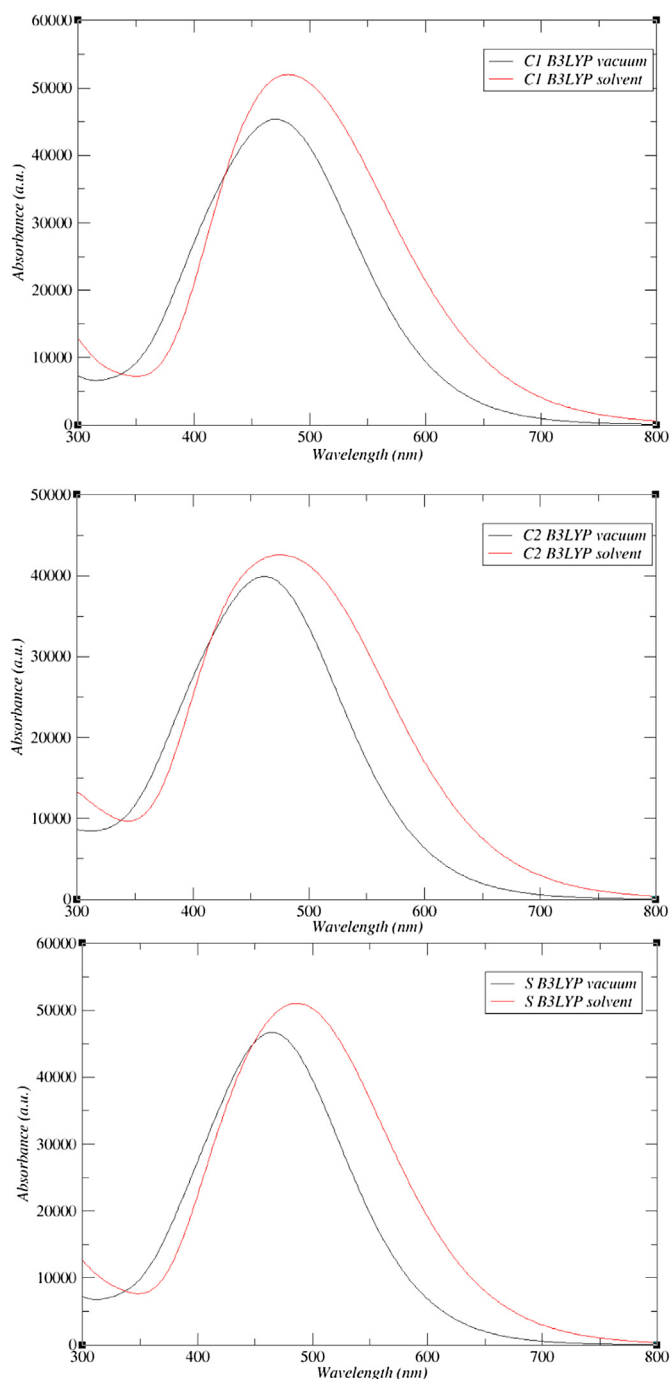 60000
C1 B3LYP vacuum
C1 B3LYP solvent
50000
40000
30000
20000
10000
0
Absorbance (a.u.)
300 400 500 600 700 800
Wavelength (nm)
50000
C2 B3LYP vacuum
C2 B3LYP solvent
40000
30000
20000
10000
0
Absorbance (a.u.)
300 400 500 600 700 800
Wavelength (nm)
60000
S B3LYP vacuum
S B3LYP solvent
50000
40000
30000
20000
10000
0
Absorbance (a.u.)
300 400 500 600 700 800
Wavelength (nm)